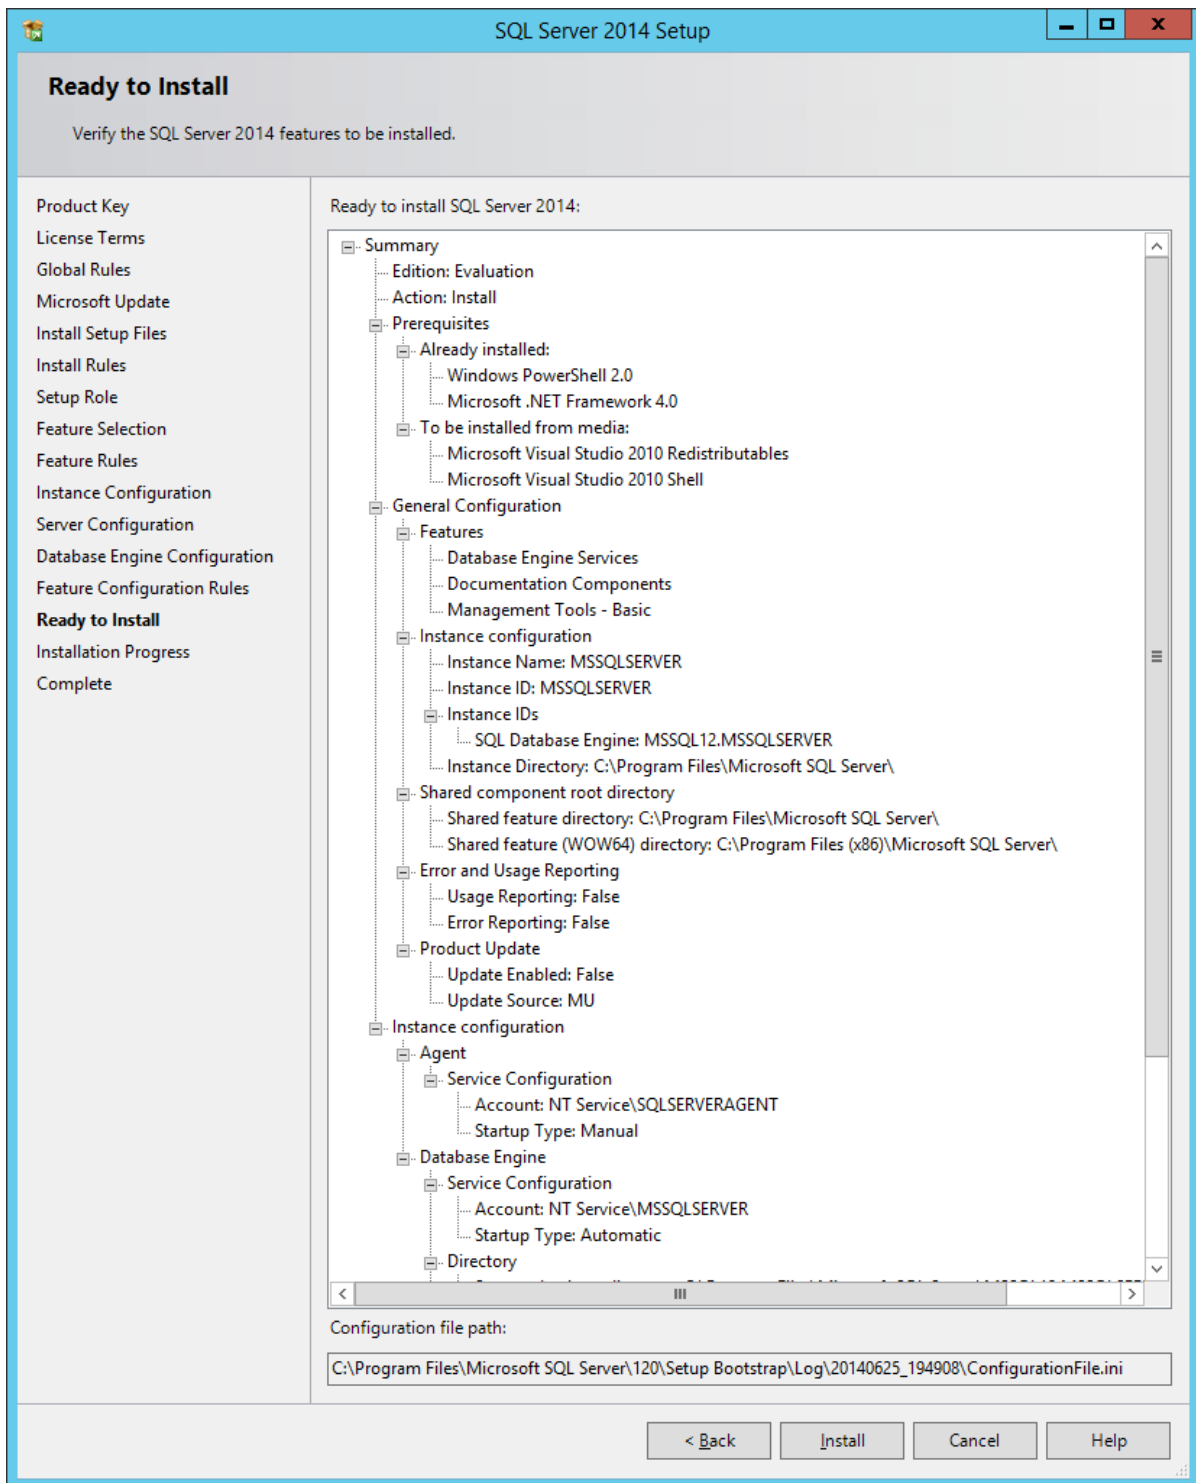 SQL Server 2014 Setup
Ready to Install
Verify the SQL Server 2014 features to be installed.
Product Key
License Terms
Global Rules
Microsoft Update
Install Setup Files
Install Rules
Setup Role
Feature Selection
Feature Rules
Instance Configuration
Server Configuration
Database Engine Configuration
Feature Configuration Rules
Ready to Install
Installation Progress
Complete
Ready to install SQL Server 2014:
Summary
Edition: Evaluation
Action: Install
Prerequisites
Already installed:
Windows PowerShell 2.0
Microsoft .NET Framework 4.0
To be installed from media:
Microsoft Visual Studio 2010 Redistributables
Microsoft Visual Studio 2010 Shell
General Configuration
Features
Database Engine Services
Documentation Components
Management Tools - Basic
Instance configuration
Instance Name: MSSQLSERVER
Instance ID: MSSQLSERVER
Instance IDs
SQL Database Engine: MSSQL12.MSSQLSERVER
Instance Directory: C:\Program Files\Microsoft SQL Server\
Shared component root directory
Shared feature directory: C:\Program Files\Microsoft SQL Server\
Shared feature (WOW64) directory: C:\Program Files (x86)\Microsoft SQL Server\
Error and Usage Reporting
Usage Reporting: False
Error Reporting: False
Product Update
Update Enabled: False
Update Source: MU
Instance configuration
Agent
Service Configuration
Account: NT Service\SQLSERVERAGENT
Startup Type: Manual
Database Engine
Service Configuration
Account: NT Service\MSSQLSERVER
Startup Type: Automatic
Directory
Configuration file path:
C:\Program Files\Microsoft SQL Server\120\Setup Bootstrap\Log\20140625_194908\ConfigurationFile.ini
< Back
Install
Cancel
Help